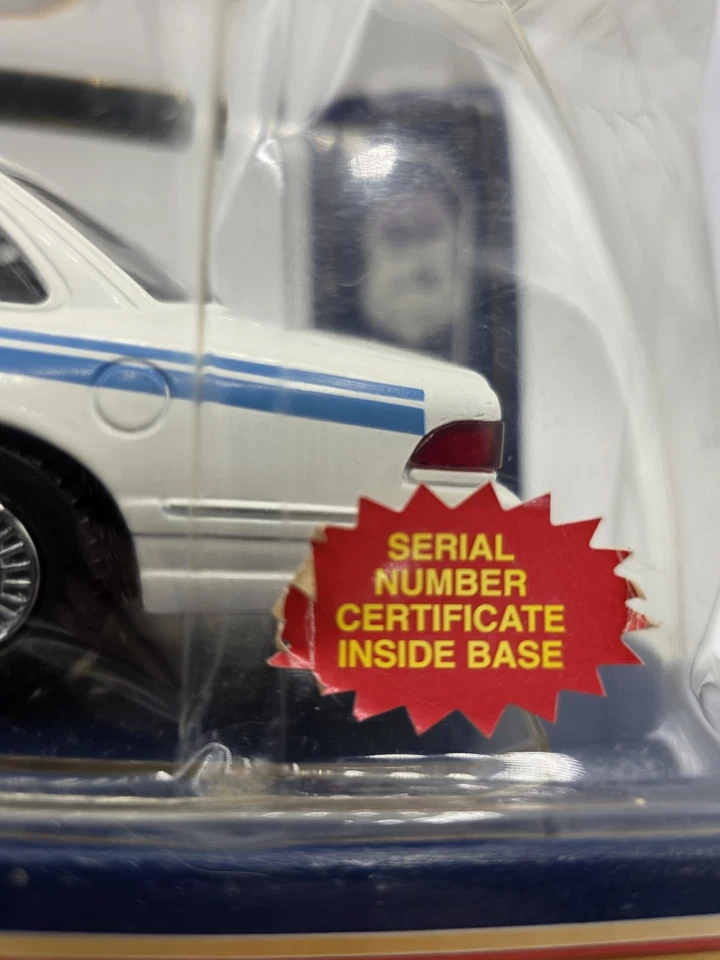 SERIAL
NUMBER
CERTIFICATE
INSIDE BASE